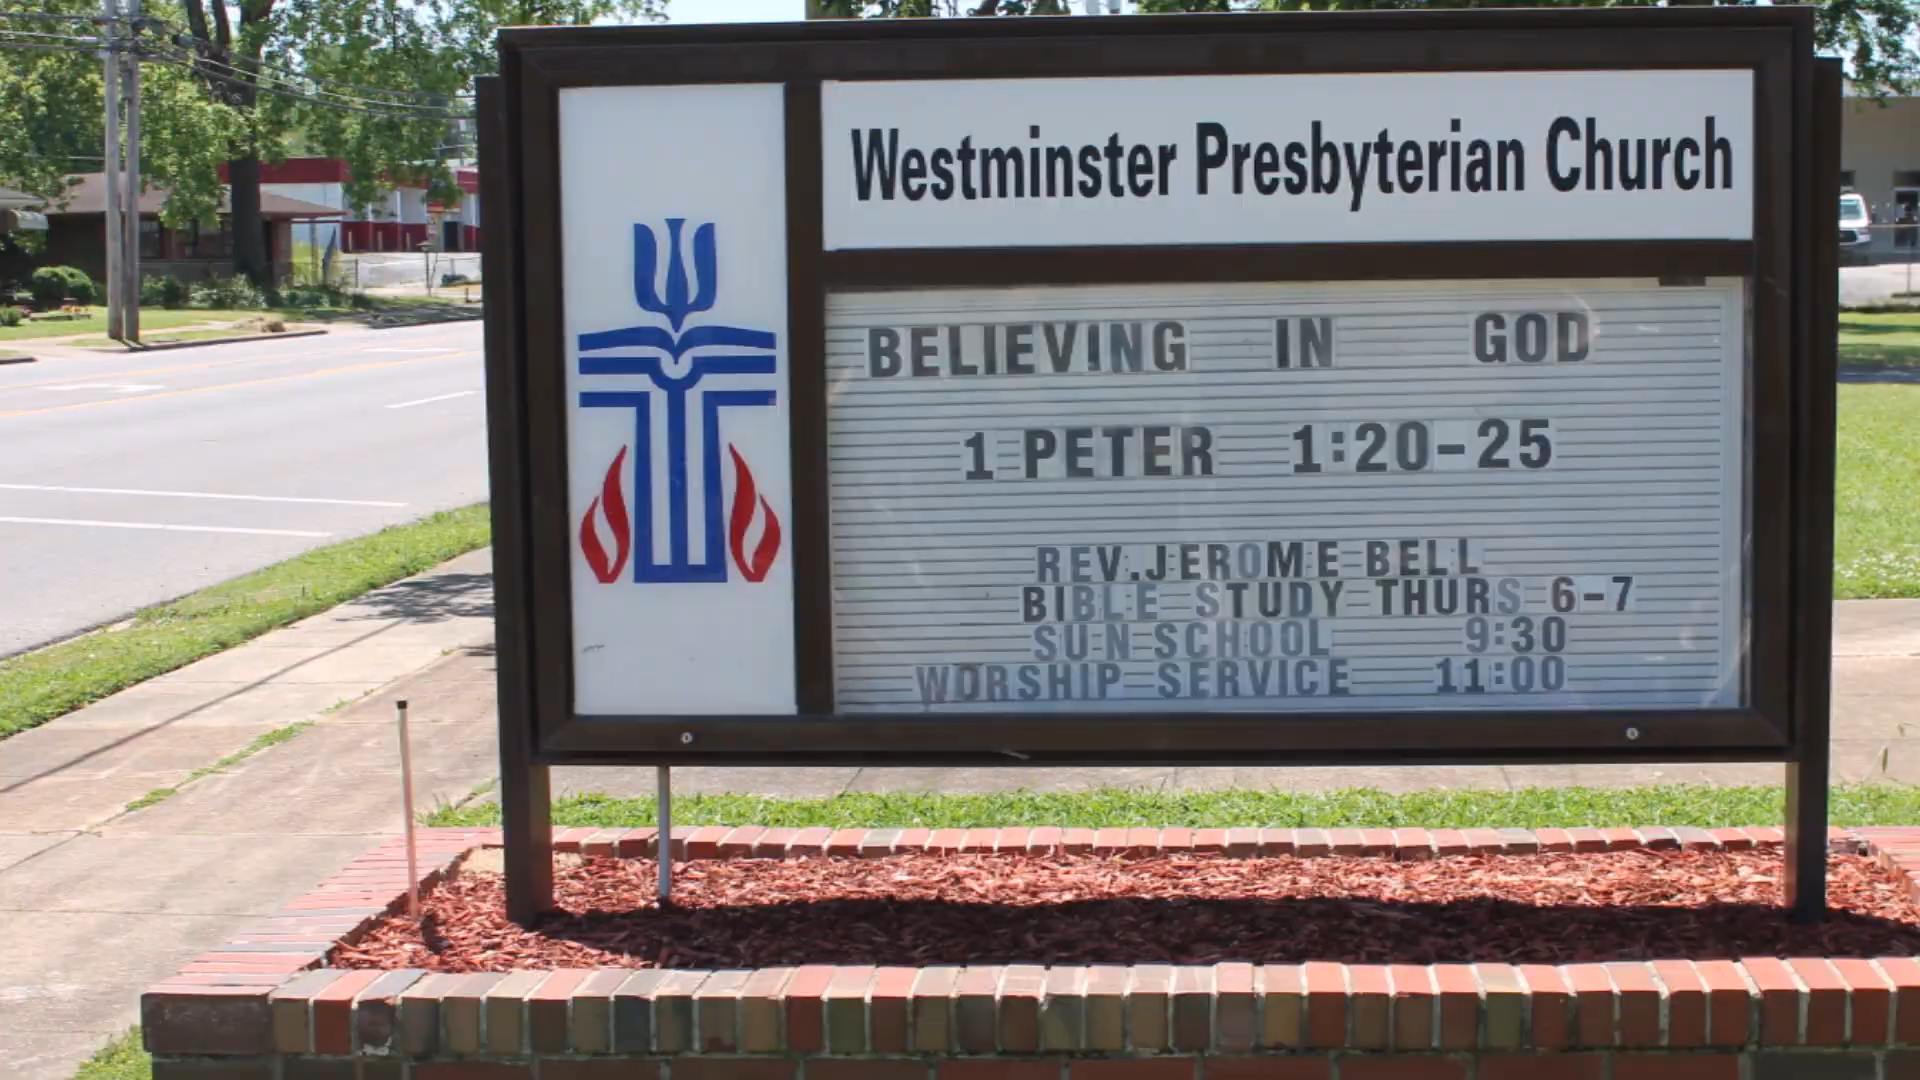 Westminster Presbyterian Church
BELIEVING IN GOD
1 PETER 1:20-25
REV.JEROME BELL
BIBLE STUDY THURS 6-7
SUN SCHOOL 9:30
WORSHIP SERVICE 11:00